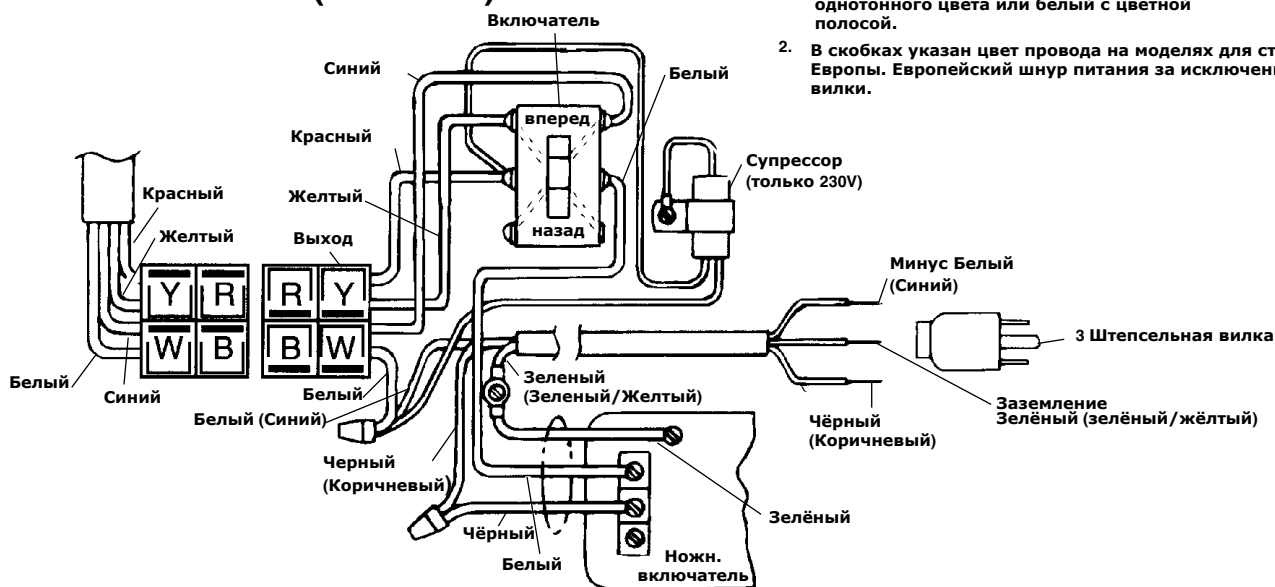 однотонного цвета или белый с цветной
полосой.
2. В скобках указан цвет провода на моделях для ст
Европы. Европейский шнур питания за исключени
вилки.
Включатель
Синий
Белый
вперед
Красный
Супрессор
(только 230V)
Красный
Желтый
назад
Желтый
Выход
Y R R Y
W B B W
Минус Белый
(Синий)
3 Штепсельная вилка
Белый
Синий
Белый
Зеленый
(Зеленый/Желтый)
Белый (Синий)
Заземление
Зелёный (зелёный/жёлтый)
Чёрный
(Коричневый)
Черный
(Коричневый)
Зелёный
Чёрный
Белый
Ножн.
включатель